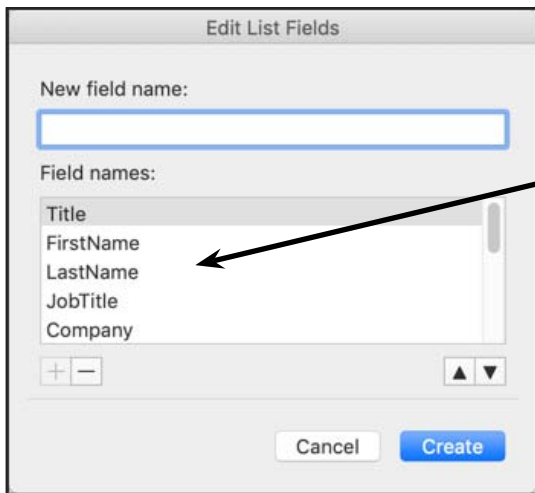 Edit List Fields
New field name:
Field names:
Title
FirstName
LastName
JobTitle
Company
+ −
▲ ▼
Cancel Create